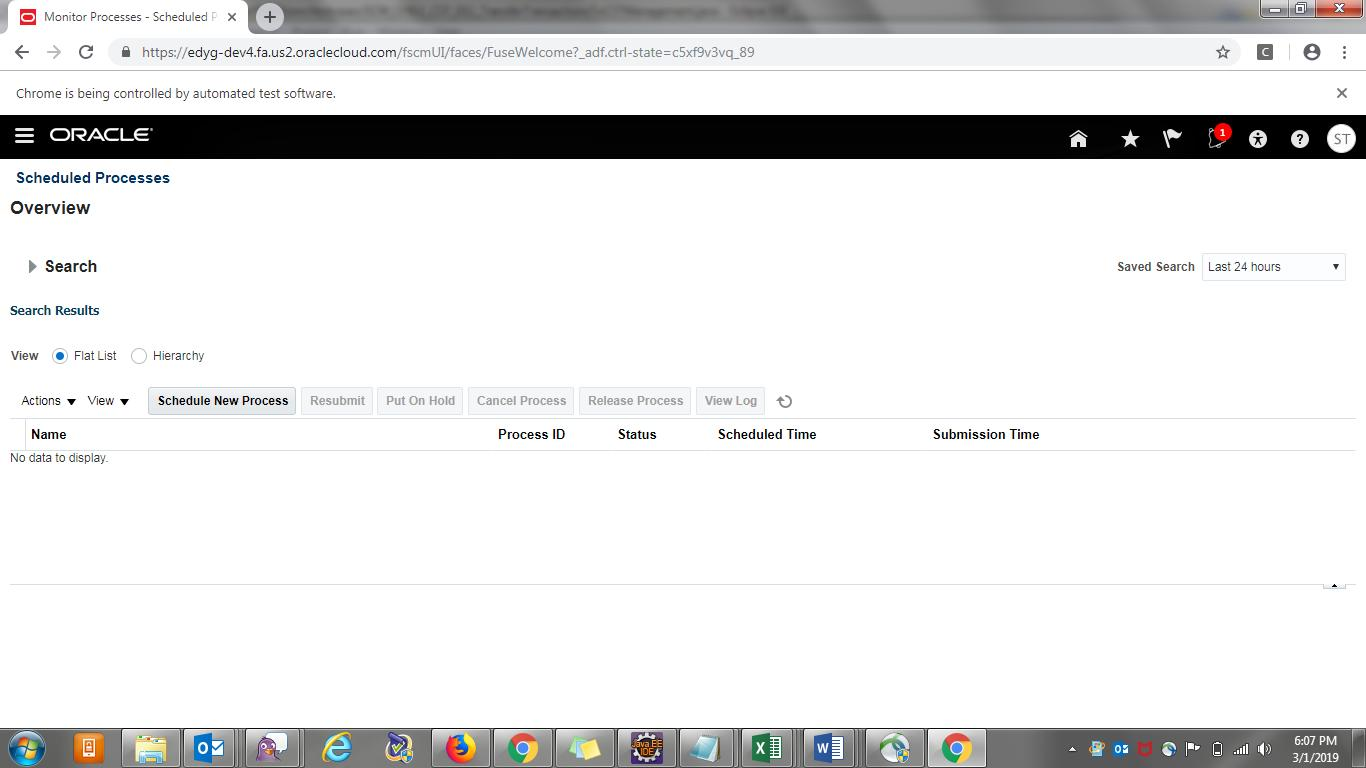 Monitor Processes - Scheduled P
https://edyg-dev4.fa.us2.oraclecloud.com/fscmUI/faces/FuseWelcome?_adf.ctrl-state=c5xf9v3vq_89
C
Chrome is being controlled by automated test software.
ORACLE
1
ST
Scheduled Processes
Overview
Search
Saved Search Last 24 hours
Search Results
View Flat List Hierarchy
Actions View Schedule New Process Resubmit Put On Hold Cancel Process Release Process View Log
Name Process ID Status Scheduled Time Submission Time
No data to display.
Java EE
IDE
6:07 PM
3/1/2019